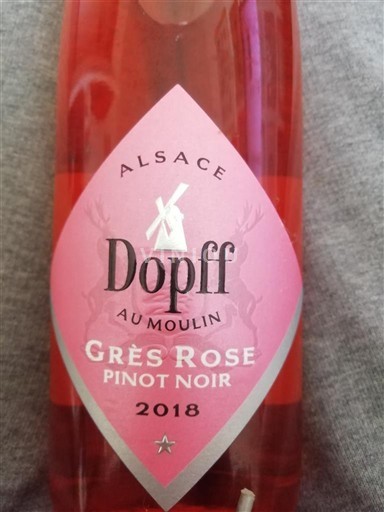 ALSACE
Dopff
AU MOULIN
GRÈS ROSE
PINOT NOIR
2018